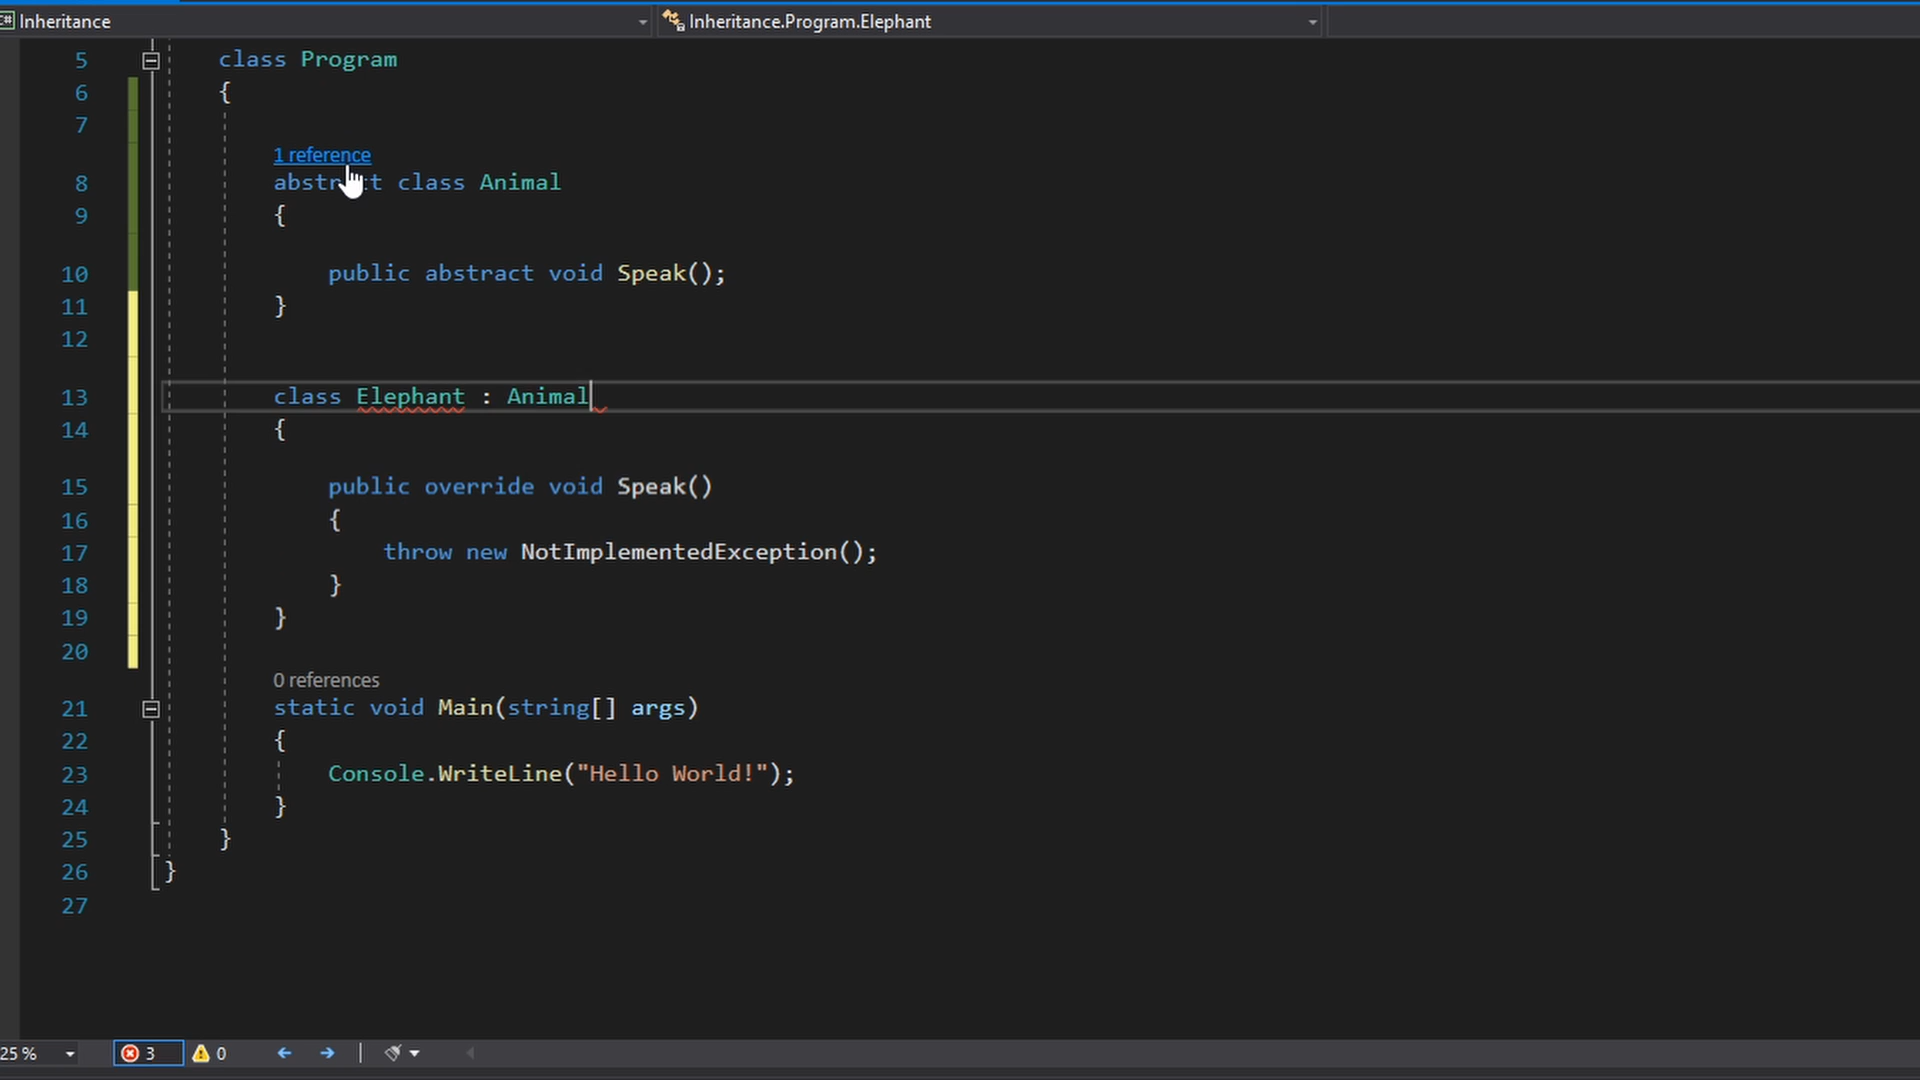 C# Inheritance Inheritance.Program.Elephant
5 class Program
6 {
7
1 reference
8 abstract class Animal
9 {
10 public abstract void Speak();
11 }
12
13 class Elephant : Animal
14 {
15 public override void Speak()
16 {
17 throw new NotImplementedException();
18 }
19 }
20
0 references
21 static void Main(string[] args)
22 {
23 Console.WriteLine("Hello World!");
24 }
25 }
26 }
27
25 % 3 0